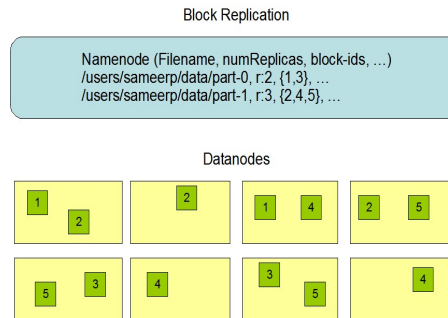 Block Replication
Namenode (Filename, numReplicas, block-ids, …)
/users/sameerp/data/part-0, r:2, {1,3}, …
/users/sameerp/data/part-1, r:3, {2,4,5}, …
Datanodes
1
2
2
1 4
2 5
5 3
4
3
5
4